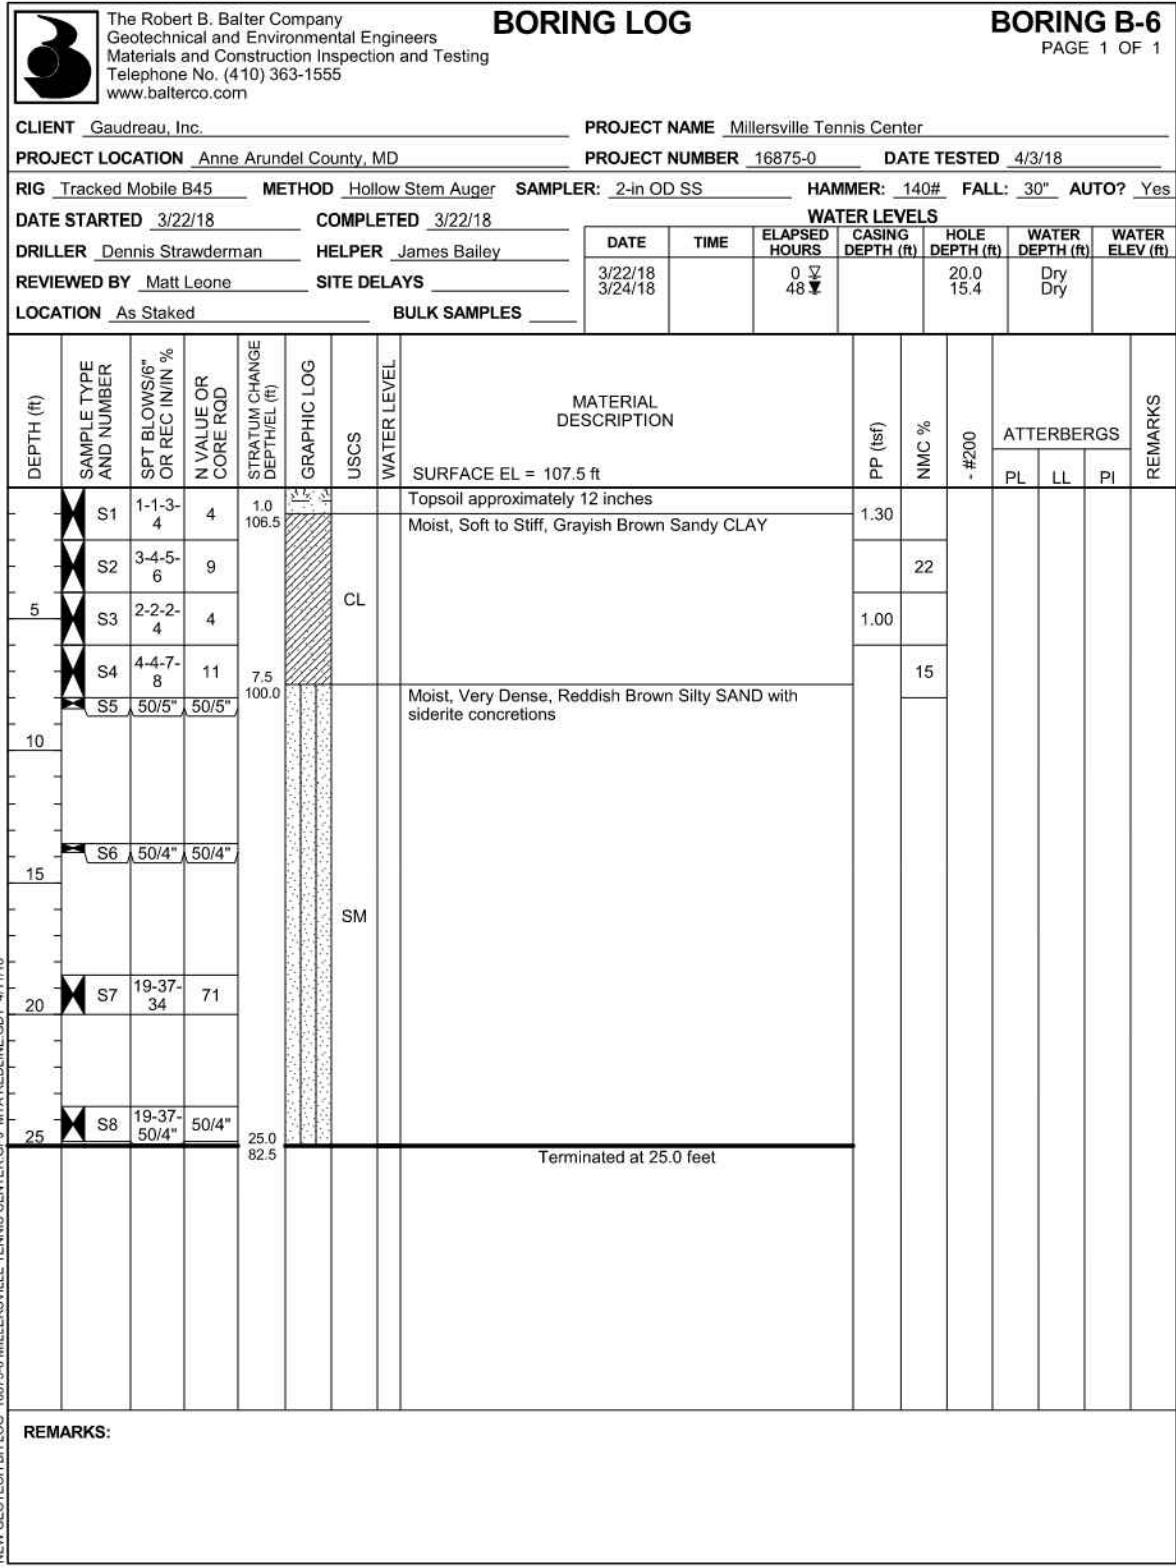 The Robert B. Balter Company
Geotechnical and Environmental Engineers
Materials and Construction Inspection and Testing
Telephone No. (410) 363-1555
www.balterco.com
BORING LOG
BORING B-6
PAGE 1 OF 1
CLIENT Gaudreau, Inc. PROJECT NAME Millersville Tennis Center
PROJECT LOCATION Anne Arundel County, MD PROJECT NUMBER 16875-0 DATE TESTED 4/3/18
RIG Tracked Mobile B45 METHOD Hollow Stem Auger SAMPLER: 2-in OD SS HAMMER: 140# FALL: 30" AUTO? Yes
DATE STARTED 3/22/18 COMPLETED 3/22/18
DRILLER Dennis Strawderman HELPER James Bailey
REVIEWED BY Matt Leone SITE DELAYS
LOCATION As Staked BULK SAMPLES
WATER LEVELS
DATE TIME ELAPSED HOURS CASING DEPTH (ft) HOLE DEPTH (ft) WATER DEPTH (ft) WATER ELEV (ft)
3/22/18 0 20.0 Dry
3/24/18 48 15.4 Dry
DEPTH (ft)
SAMPLE TYPE AND NUMBER
SPT BLOWS/6" OR REC IN/IN %
N VALUE OR CORE RQD
STRATUM CHANGE DEPTH/EL (ft)
GRAPHIC LOG
USCS
WATER LEVEL
MATERIAL
DESCRIPTION
SURFACE EL = 107.5 ft
PP (tsf)
NMC %
- #200
ATTERBERGS
PL LL PI
REMARKS
Topsoil approximately 12 inches
S1 1-1-3-4 4 1.0 106.5 1.30
Moist, Soft to Stiff, Grayish Brown Sandy CLAY
S2 3-4-5-6 9 22
CL
5 S3 2-2-2-4 4 1.00
S4 4-4-7-8 11 7.5 100.0 15
Moist, Very Dense, Reddish Brown Silty SAND with
siderite concretions
S5 50/5" 50/5"
10
S6 50/4" 50/4"
15
SM
S7 19-37-34 71
20
S8 19-37-50/4" 50/4"
25 25.0
82.5
Terminated at 25.0 feet
REMARKS: